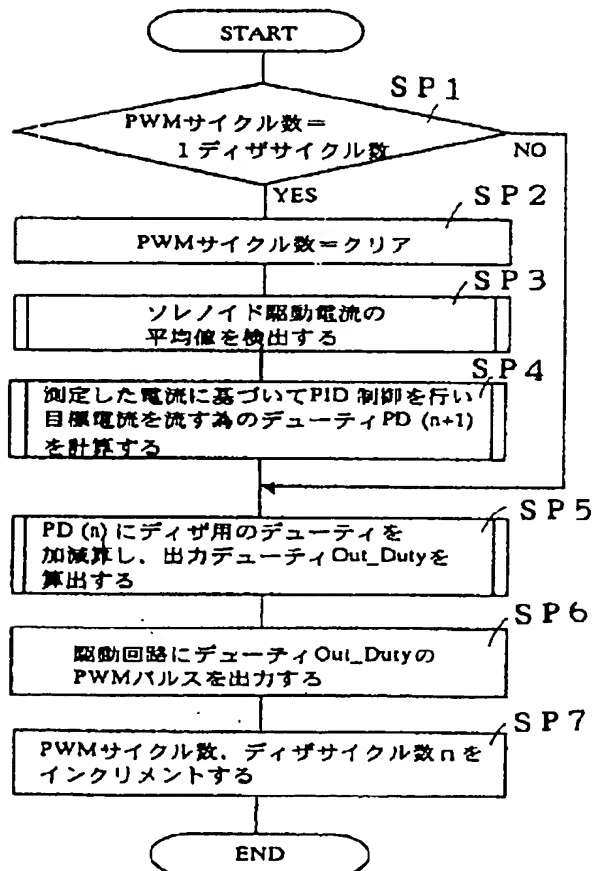 START
SP1
PWMサイクル数=
1ディザサイクル数
NO
YES
SP2
PWMサイクル数=クリア
SP3
ソレノイド駆動電流の
平均値を検出する
SP4
測定した電流に基づいてPID制御を行い
目標電流を流す為のデューティPD (n+1)
を計算する
SP5
PD (n) にディザ用のデューティを
加減算し、出力デューティOut_Dutyを
算出する
SP6
駆動回路にデューティOut_Dutyの
PWMパルスを出力する
SP7
PWMサイクル数、ディザサイクル数nを
インクリメントする
END